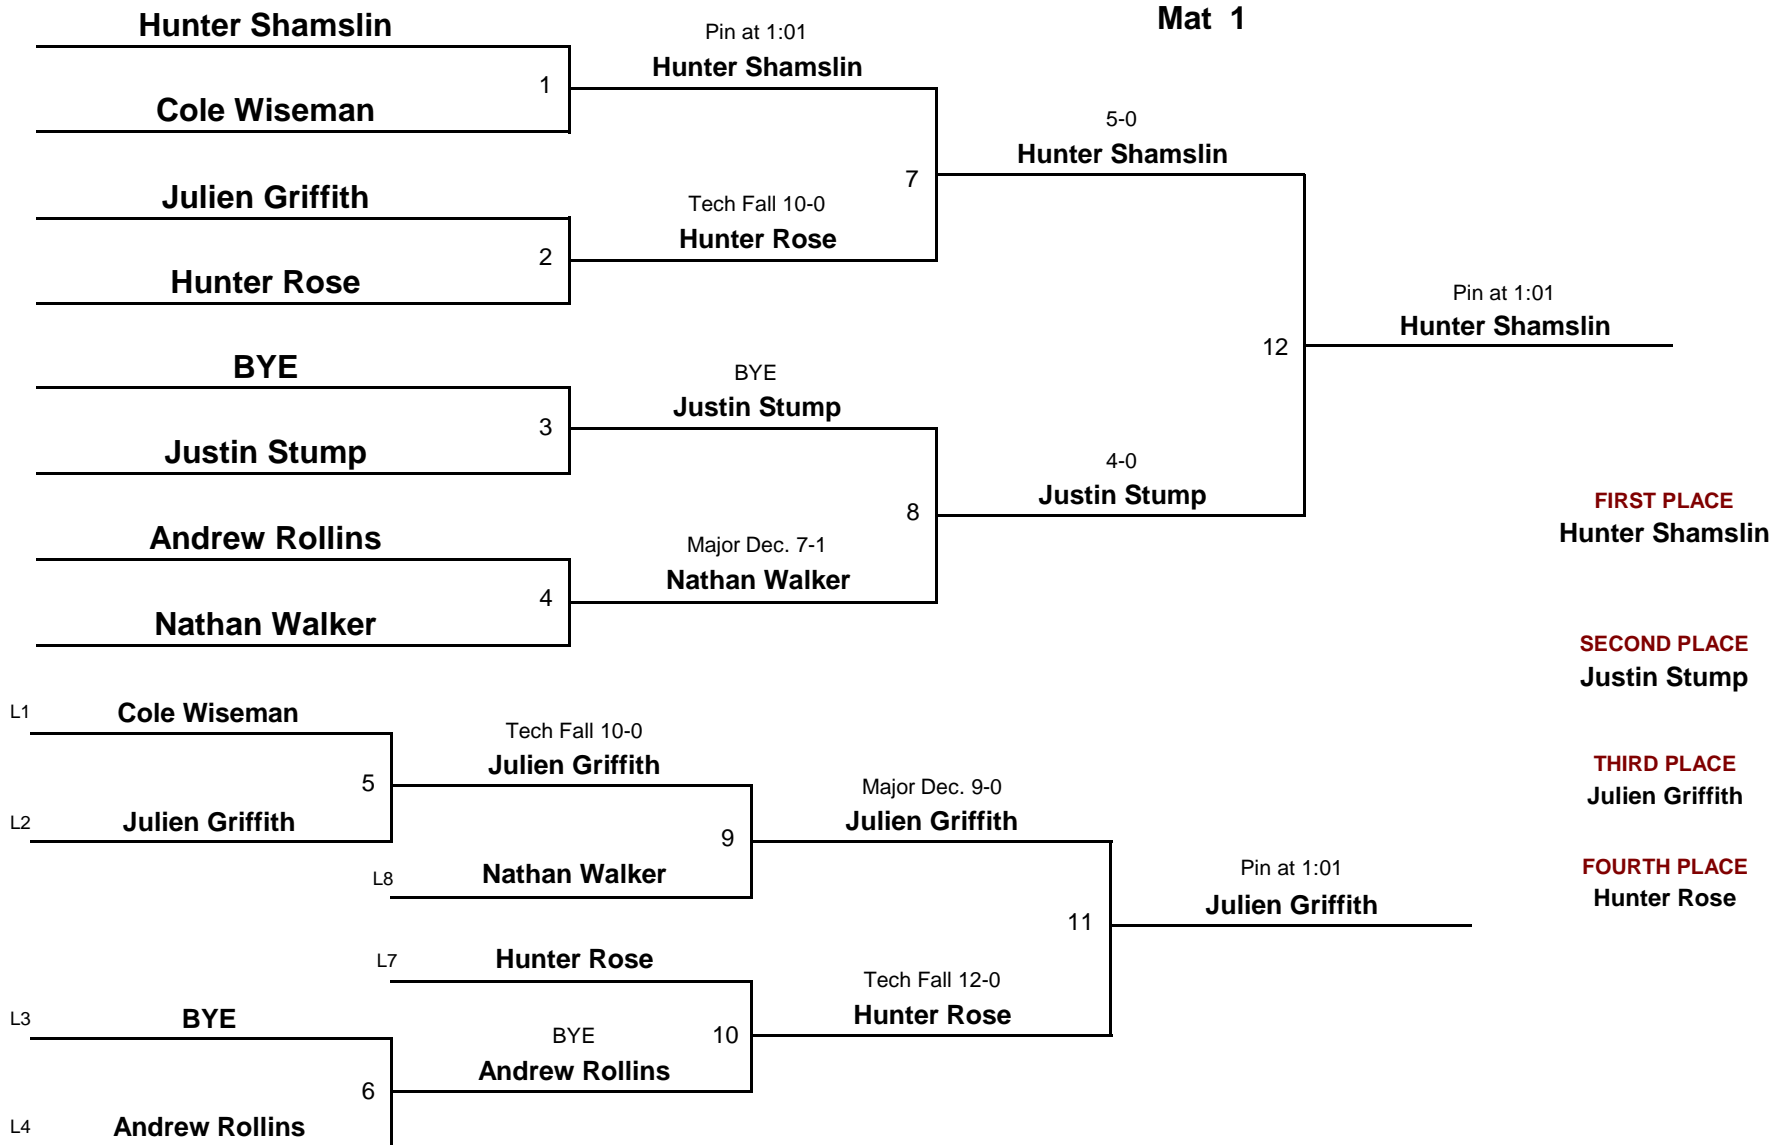 Mat 1
Hunter Shamslin
Cole Wiseman
1
Julien Griffith
Hunter Rose
2
BYE
Justin Stump
3
Andrew Rollins
Nathan Walker
4
Pin at 1:01
Hunter Shamslin
Tech Fall 10-0
Hunter Rose
7
BYE
Justin Stump
Major Dec. 7-1
Nathan Walker
8
5-0
Hunter Shamslin
4-0
Justin Stump
12
Pin at 1:01
Hunter Shamslin
FIRST PLACE
Hunter Shamslin
SECOND PLACE
Justin Stump
THIRD PLACE
Julien Griffith
FOURTH PLACE
Hunter Rose
L1 Cole Wiseman
L2 Julien Griffith
5
L3 BYE
L4 Andrew Rollins
6
Tech Fall 10-0
Julien Griffith
L8 Nathan Walker
9
L7 Hunter Rose
BYE
Andrew Rollins
10
Major Dec. 9-0
Julien Griffith
Tech Fall 12-0
Hunter Rose
11
Pin at 1:01
Julien Griffith